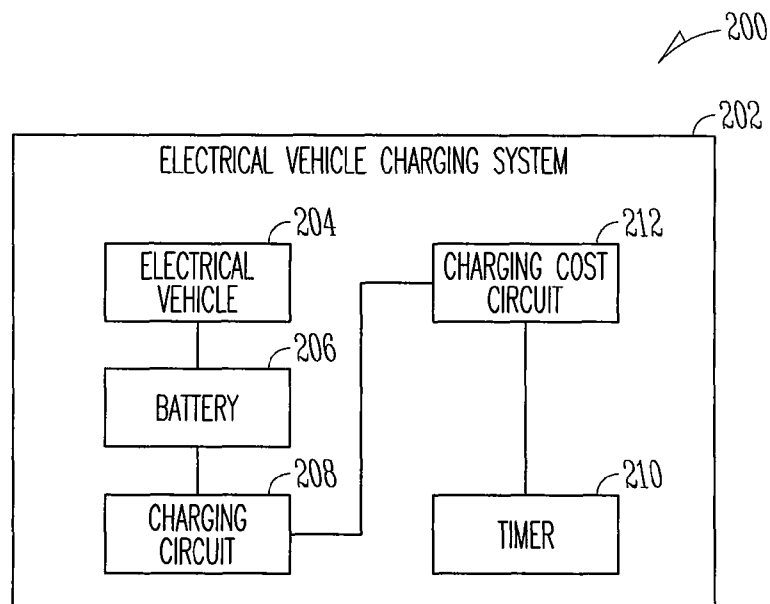 200
202
ELECTRICAL VEHICLE CHARGING SYSTEM
204
ELECTRICAL
VEHICLE
212
CHARGING COST
CIRCUIT
206
BATTERY
208
CHARGING
CIRCUIT
210
TIMER